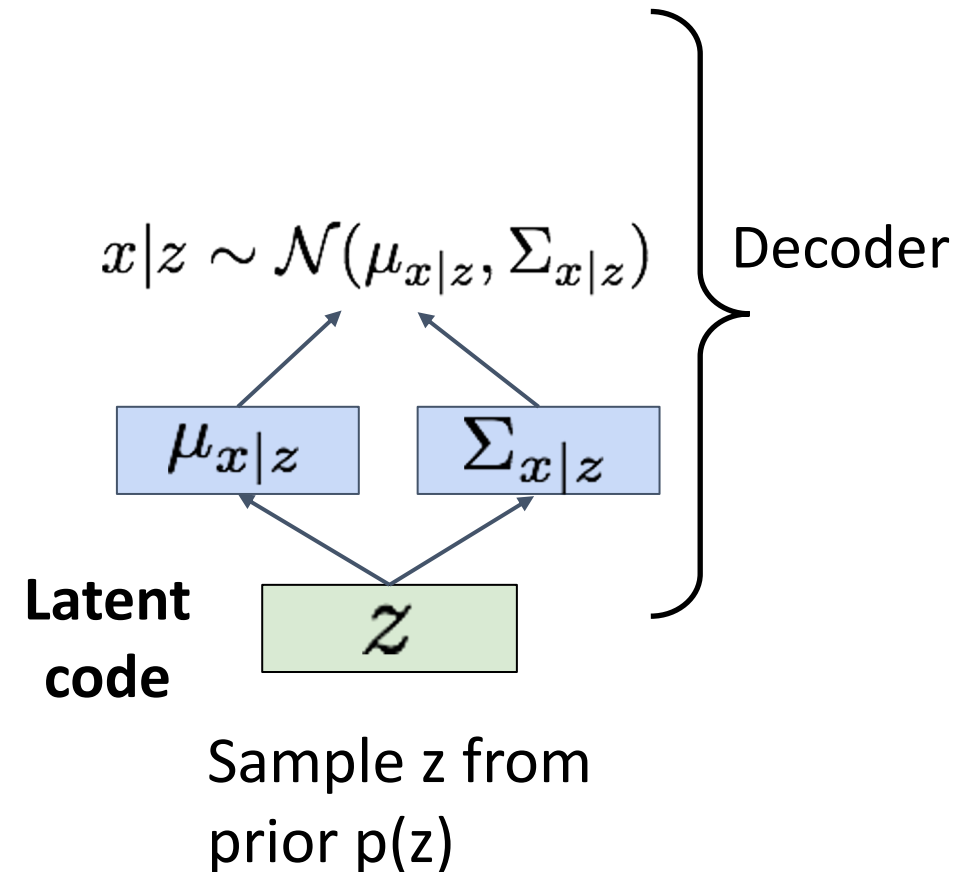 x|z ∼ 𝒩(μ_{x|z}, Σ_{x|z})
Decoder
μ_{x|z}
Σ_{x|z}
Latent
code
z
Sample z from
prior p(z)